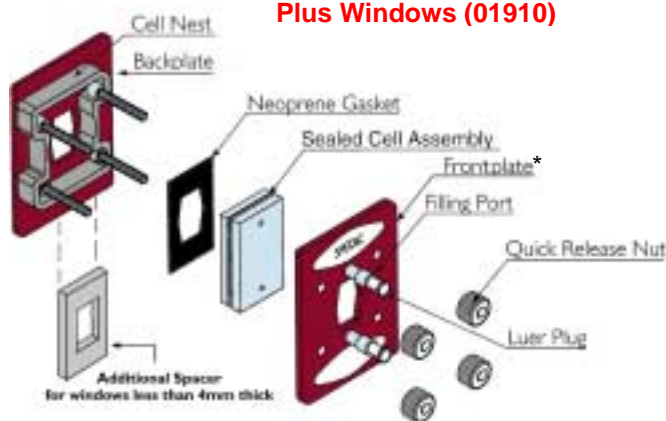 Plus Windows (01910)
Cell Nest
Backplate
Neoprene Gasket
Sealed Cell Assembly
Frontplate*
Filling Port
SPECAC
Quick Release Nut
Luer Plug
Additional Spacer
for windows less than 4mm thick